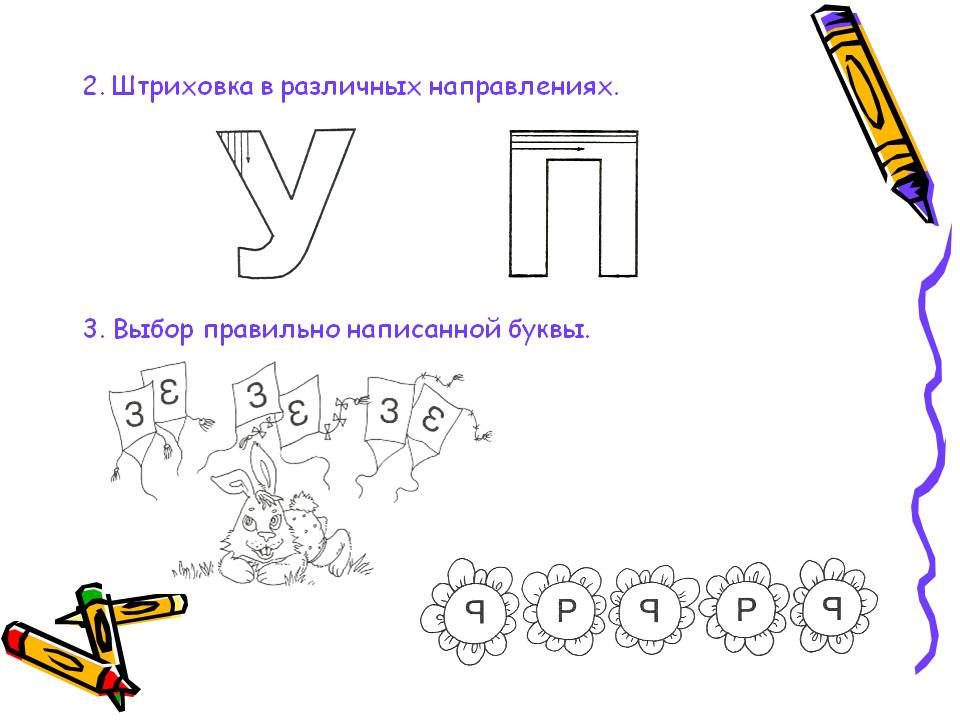 2. Штриховка в различных направлениях.
У П
3. Выбор правильно написанной буквы.
З Ɛ З Ɛ З Ɛ
ꟼ Р ꟼ Р ꟼ